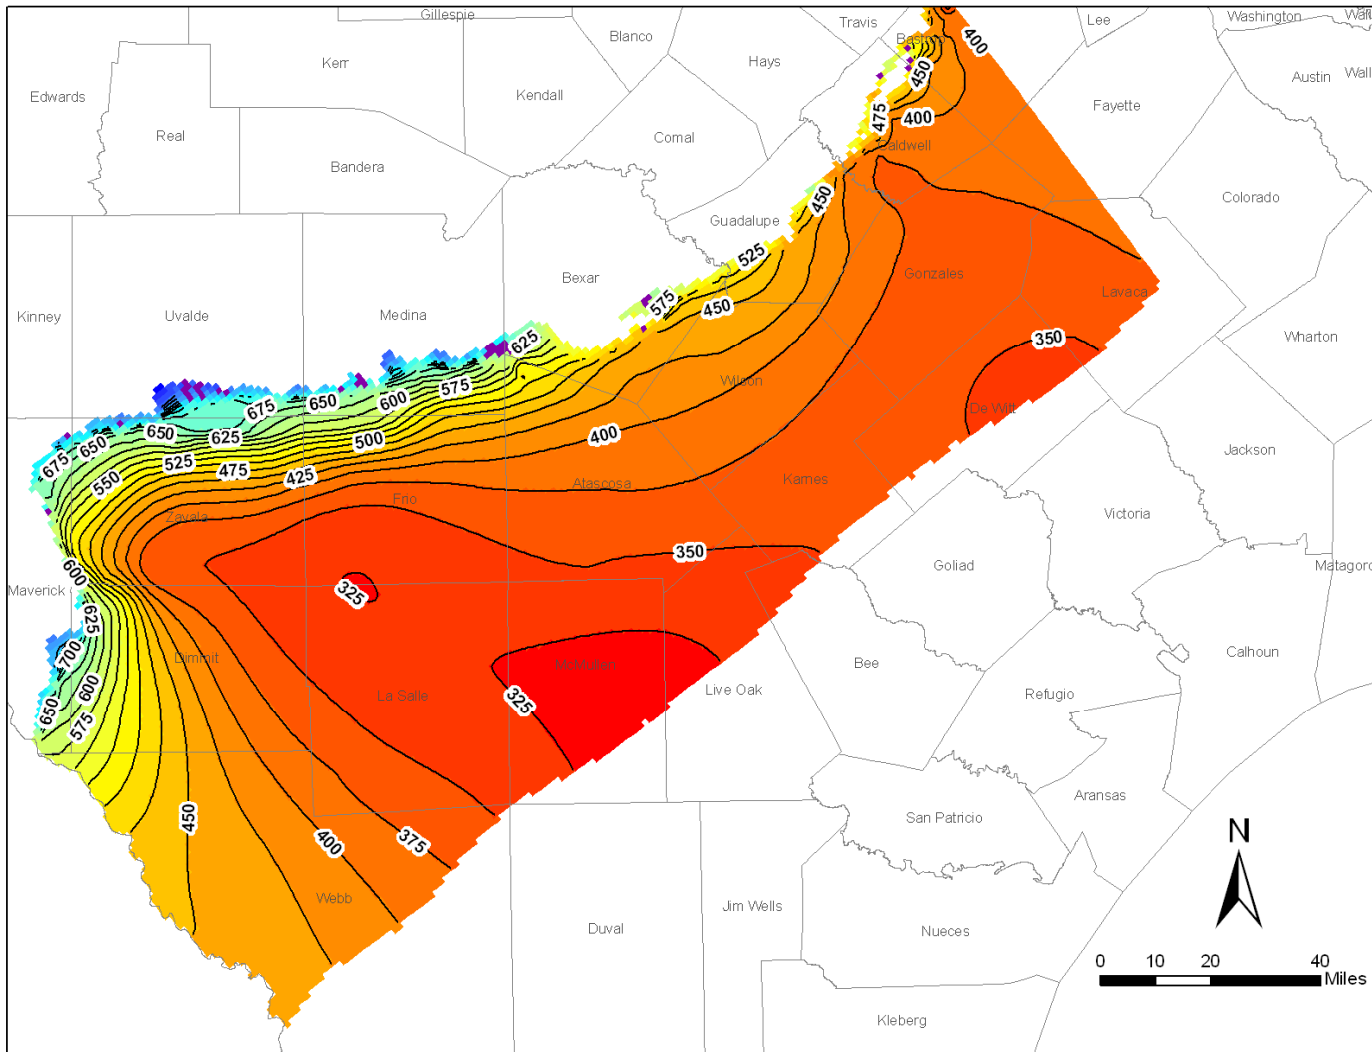 Gillespie
Travis
Lee
Washington
Blanco
Bastrop
400
Kerr
Hays
450
Austin
Edwards
Kendall
Fayette
475
400
Real
Comal
Caldwell
Bandera
450
Colorado
Guadalupe
525
Gonzales
Bexar
Lavaca
575
450
Kinney
Uvalde
Medina
625
350
Wharton
575
Wilson
650
600
675
De Witt
650
625
500
400
650
675
525
475
425
Jackson
550
Frio
Atascosa
Karnes
Zavala
Victoria
350
600
325
Goliad
Matagord
Maverick
625
700
Dimmit
McMullen
Bee
Calhoun
600
La Salle
325
Live Oak
Refugio
650
575
450
400
375
San Patricio
Aransas
N
Webb
Duval
Jim Wells
Nueces
0 10 20 40
Miles
Kleberg